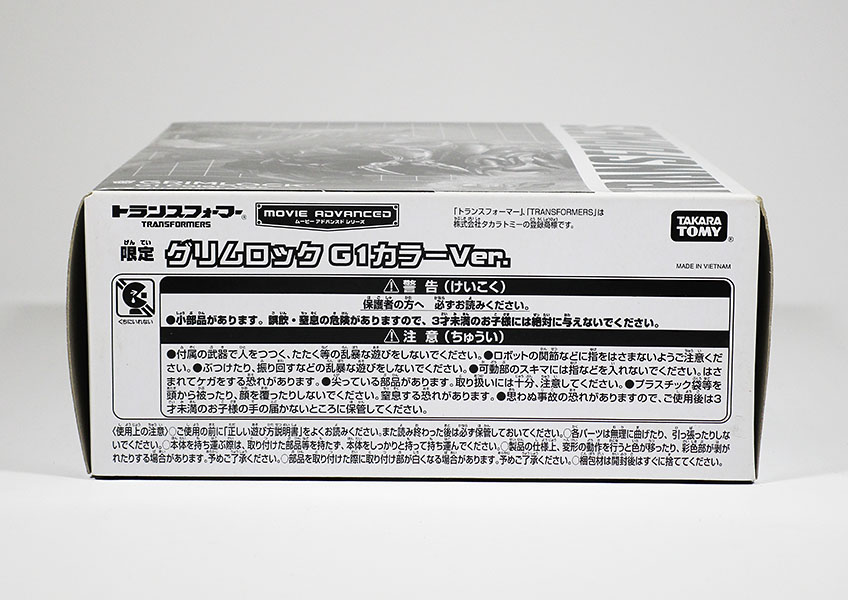 トランスフォーマー®
TRANSFORMERS
MOVIE ADVANCED
ムービー アドバンスド シリーズ
「トランスフォーマー」、「TRANSFORMERS」は
株式会社タカラトミーの登録商標です。
TAKARA
TOMY®
限定 グリムロック G1カラーVer.
MADE IN VIETNAM
くちにいれない
⚠警告(けいこく)
保護者の方へ 必ずお読みください。
●小部品があります。誤飲・窒息の危険がありますので、3才未満のお子様には絶対に与えないでください。
⚠注意(ちゅうい)
●付属の武器で人をつつく、たたく等の乱暴な遊びをしないでください。●ロボットの関節などに指をはさまないようご注意くだ
さい。●ぶつけたり、振り回すなどの乱暴な遊びをしないでください。●可動部のスキマには指などを入れないでください。はさ
まれてケガをする恐れがあります。●尖っている部品があります。取り扱いには十分、注意してください。●プラスチック袋等を
頭から被ったり、顔を覆ったりしないでください。窒息する恐れがあります。●思わぬ事故の恐れがありますので、ご使用後は3
才未満のお子様の手の届かないところに保管してください。
〈使用上の注意〉○ご使用の前に「正しい遊び方説明書」をよくお読みください。また読み終わった後は必ず保管しておいてください。○各パーツは無理に曲げたり、引っ張ったりしな
いでください。○本体を持ち運ぶ際は、取り付けた部品等を持たず、本体をしっかりと持って持ち運んでください。○製品の仕様上、変形の動作を行うと色が移ったり、彩色部が剥が
れたりする場合があります。予めご了承ください。○部品を取り付けた際に取り付け部が白くなる場合があります。予めご了承ください。○梱包材は開封後はすぐに捨ててください。